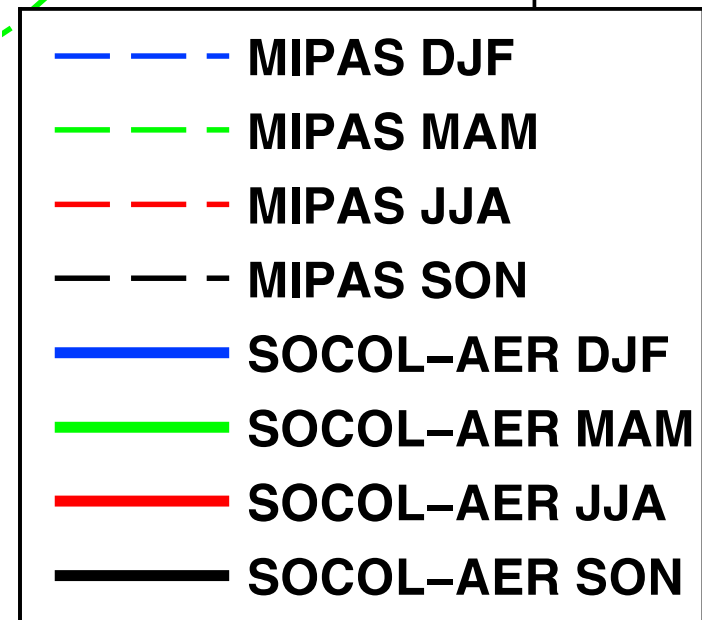 MIPAS DJF
MIPAS MAM
MIPAS JJA
MIPAS SON
SOCOL–AER DJF
SOCOL–AER MAM
SOCOL–AER JJA
SOCOL–AER SON